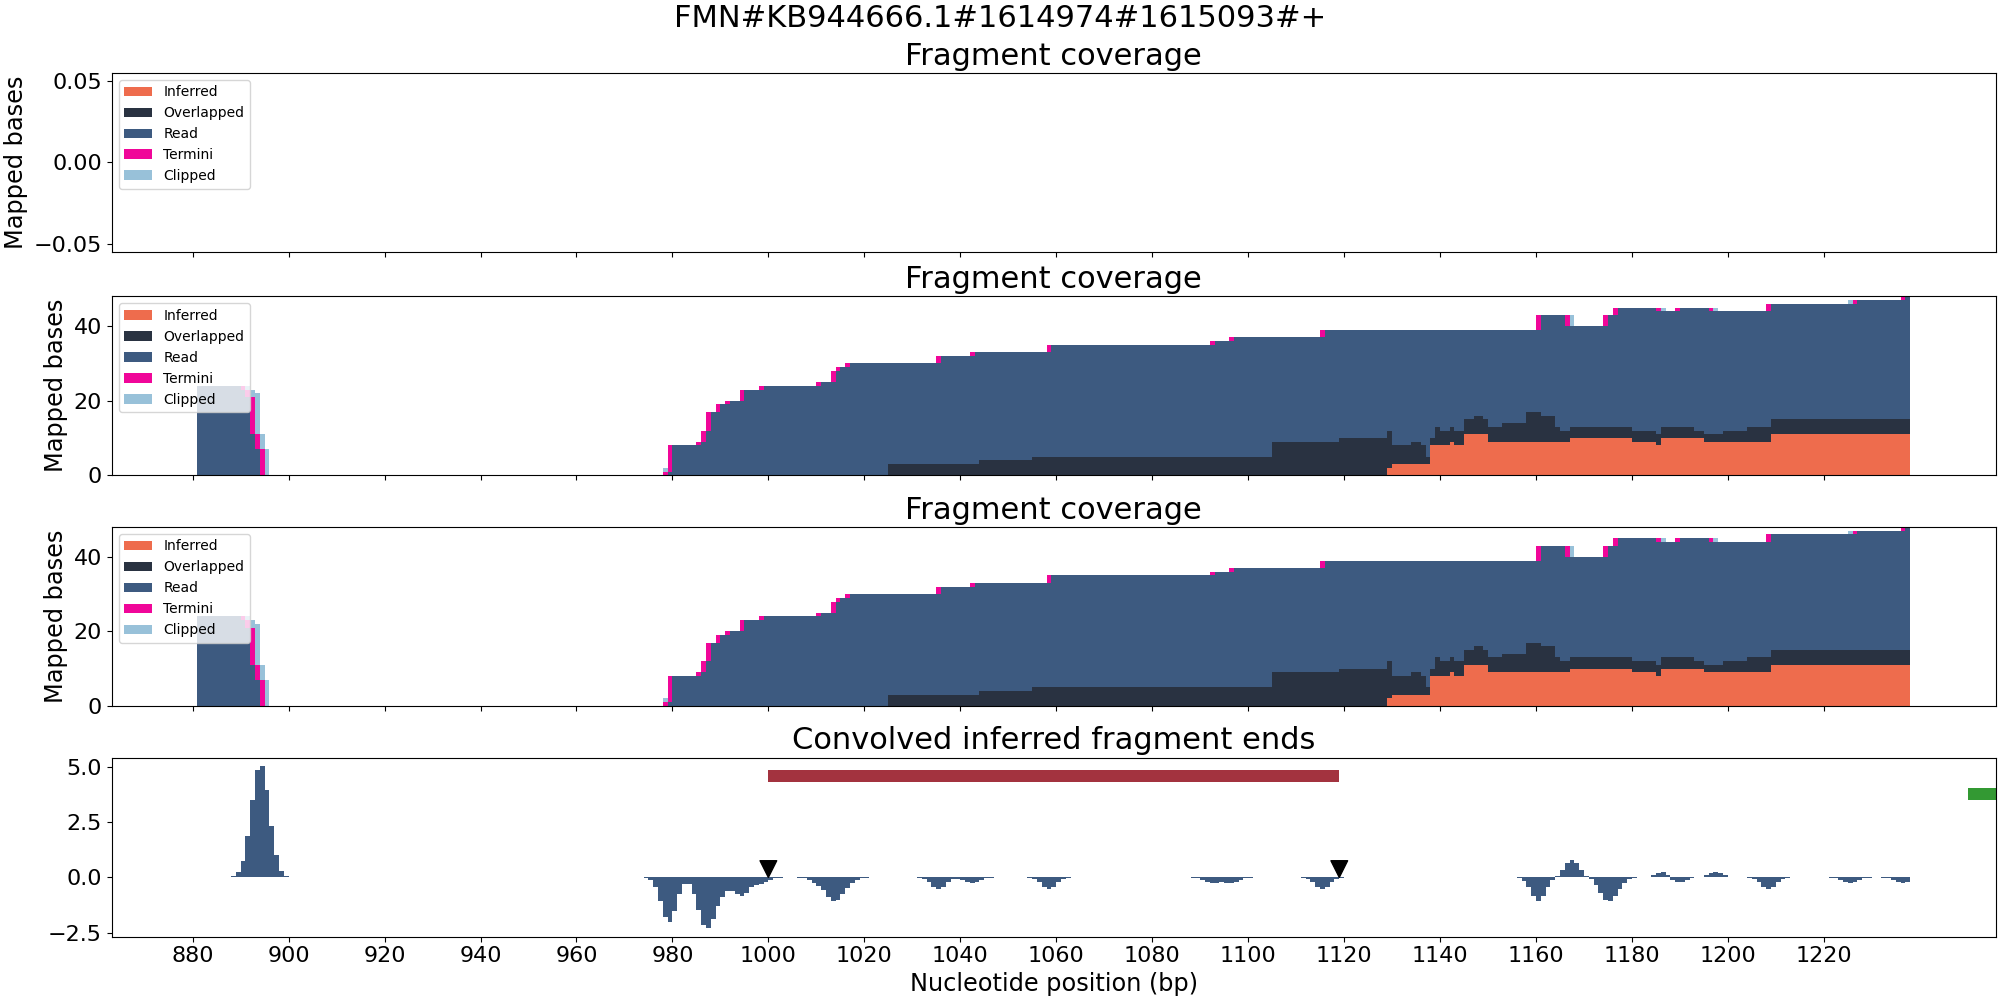 FMN#KB944666.1#1614974#1615093#+
Fragment coverage
Mapped bases
0.05
0.00
−0.05
Inferred
Overlapped
Read
Termini
Clipped
Fragment coverage
Mapped bases
40
20
0
Inferred
Overlapped
Read
Termini
Clipped
Fragment coverage
Mapped bases
40
20
0
Inferred
Overlapped
Read
Termini
Clipped
Convolved inferred fragment ends
5.0
2.5
0.0
−2.5
880 900 920 940 960 980 1000 1020 1040 1060 1080 1100 1120 1140 1160 1180 1200 1220
Nucleotide position (bp)